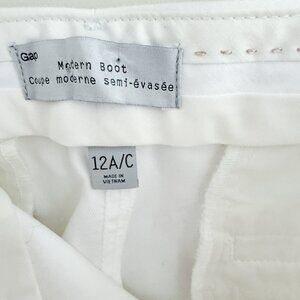 Gap
Modern Boot
Coupe moderne semi-évasée
12A/C
MADE IN
VIETNAM